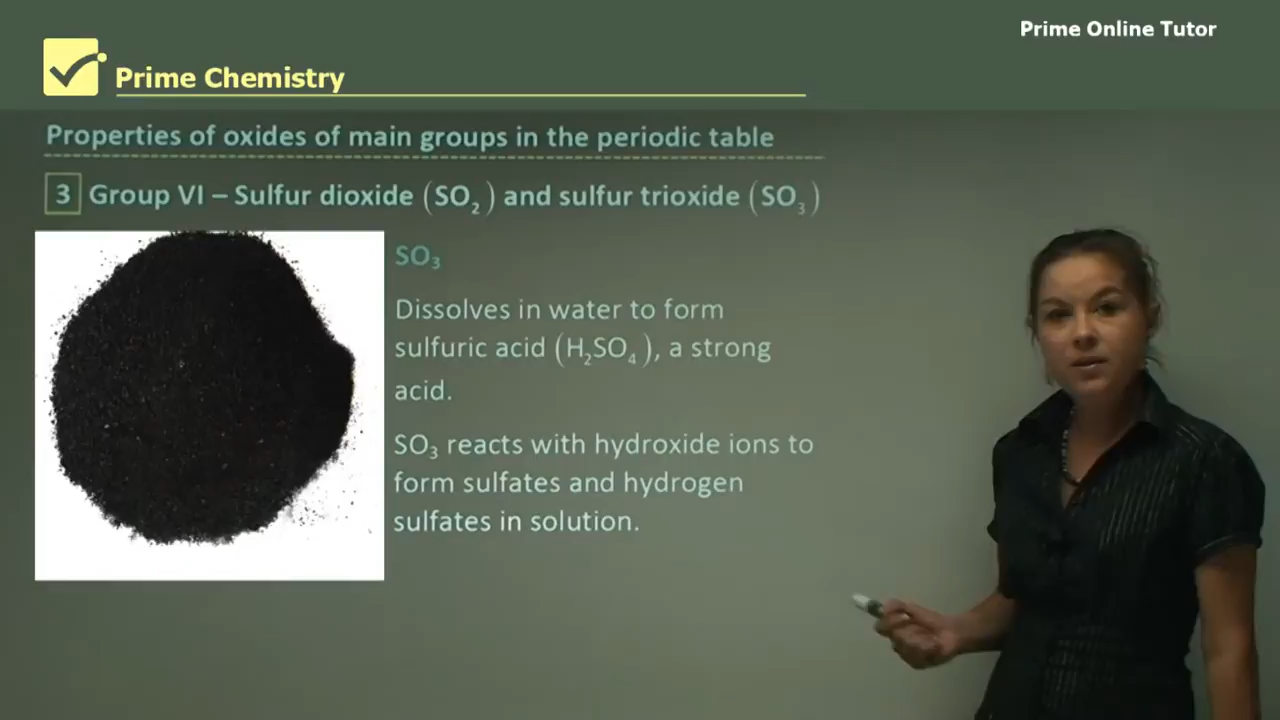 Prime Online Tutor
Prime Chemistry
Properties of oxides of main groups in the periodic table
3 Group VI – Sulfur dioxide (SO₂) and sulfur trioxide (SO₃)
SO₃
Dissolves in water to form
sulfuric acid (H₂SO₄), a strong
acid.
SO₃ reacts with hydroxide ions to
form sulfates and hydrogen
sulfates in solution.